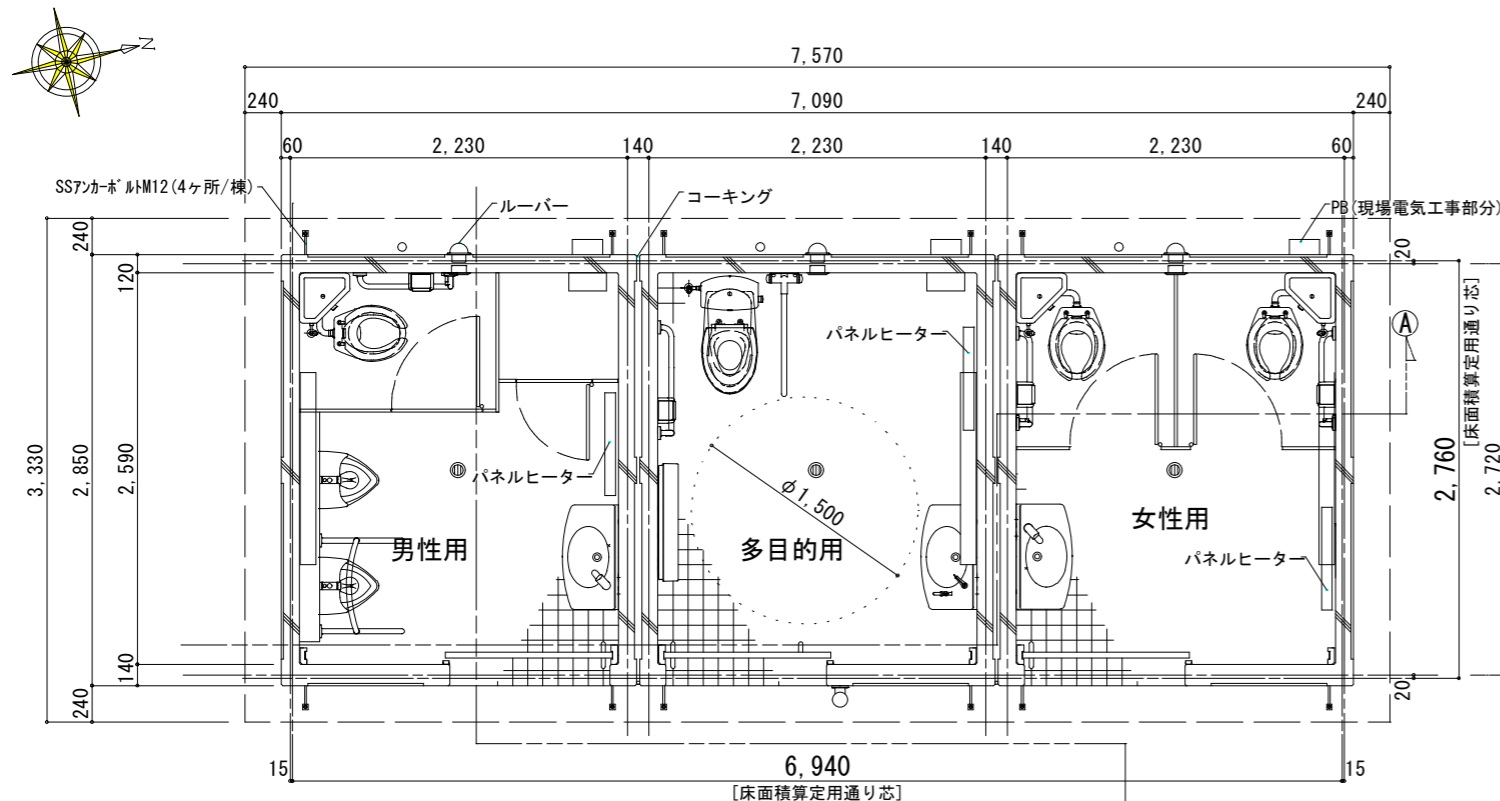 N
7,570
240
7,090
240
60
2,230
140
2,230
140
2,230
60
SSアンカーボルトM12(4ヶ所/棟)
ルーバー
コーキング
PB(現場電気工事部分)
240
120
20
パネルヒーター
A
[床面積算定用通り芯]
3,330
2,850
2,590
パネルヒーター
φ1,500
2,760
2,720
男性用
多目的用
女性用
パネルヒーター
140
240
20
15
6,940
15
[床面積算定用通り芯]